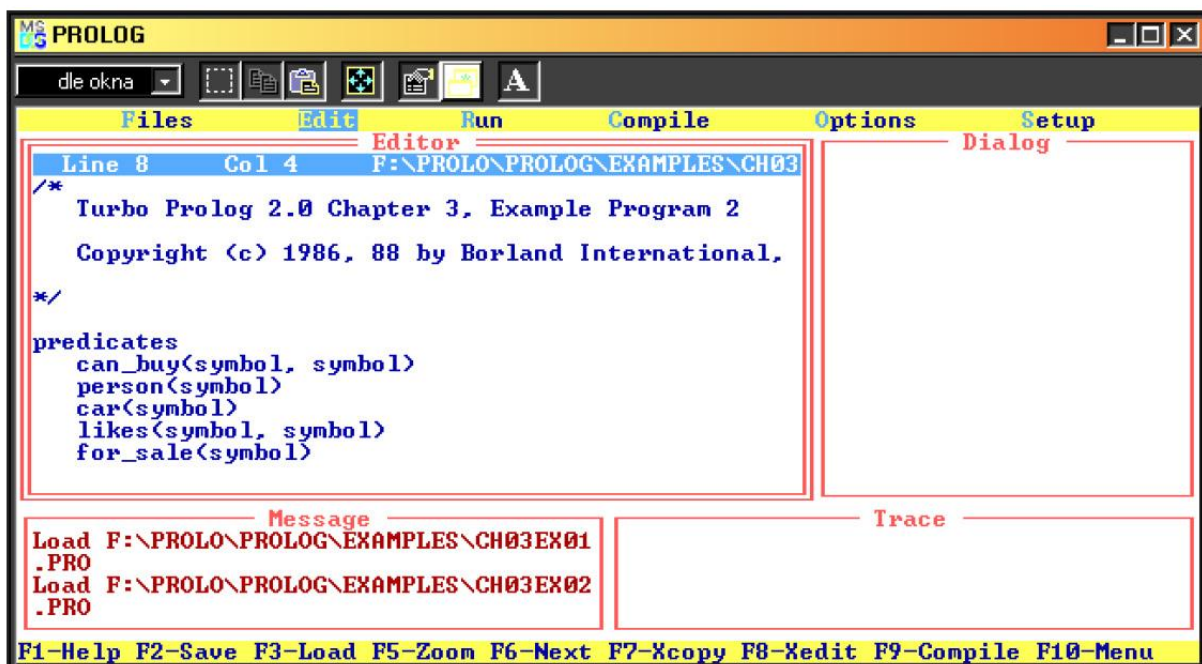 MS DOS PROLOG
dle okna
A
Files Edit Run Compile Options Setup
Editor
Dialog
Line 8 Col 4 F:\PROLO\PROLOG\EXAMPLES\CH03
/*
Turbo Prolog 2.0 Chapter 3, Example Program 2
Copyright (c) 1986, 88 by Borland International,
*/
predicates
can_buy(symbol, symbol)
person(symbol)
car(symbol)
likes(symbol, symbol)
for_sale(symbol)
Message
Load F:\PROLO\PROLOG\EXAMPLES\CH03EX01
.PRO
Load F:\PROLO\PROLOG\EXAMPLES\CH03EX02
.PRO
Trace
F1-Help F2-Save F3-Load F5-Zoom F6-Next F7-Xcopy F8-Xedit F9-Compile F10-Menu